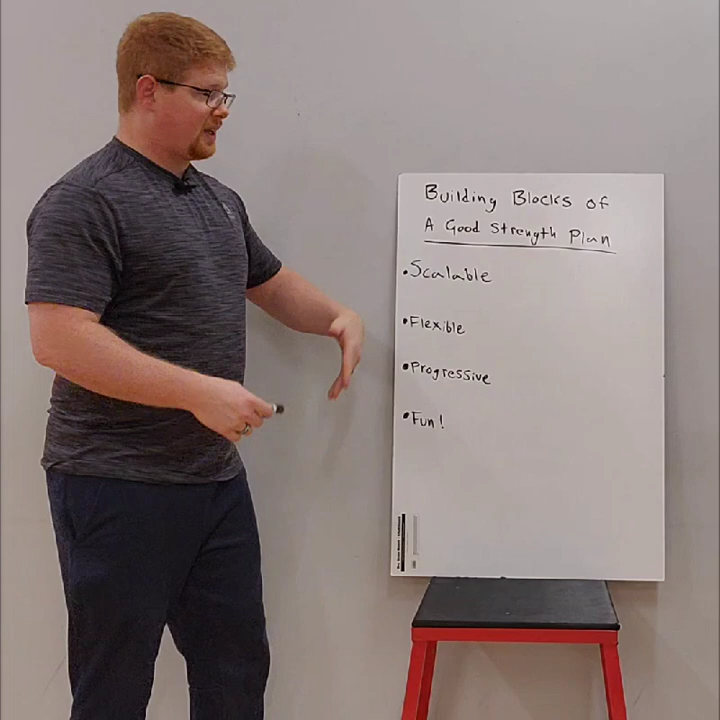 Building Blocks of
A Good Strength Plan
•Scalable
•Flexible
•Progressive
•Fun!